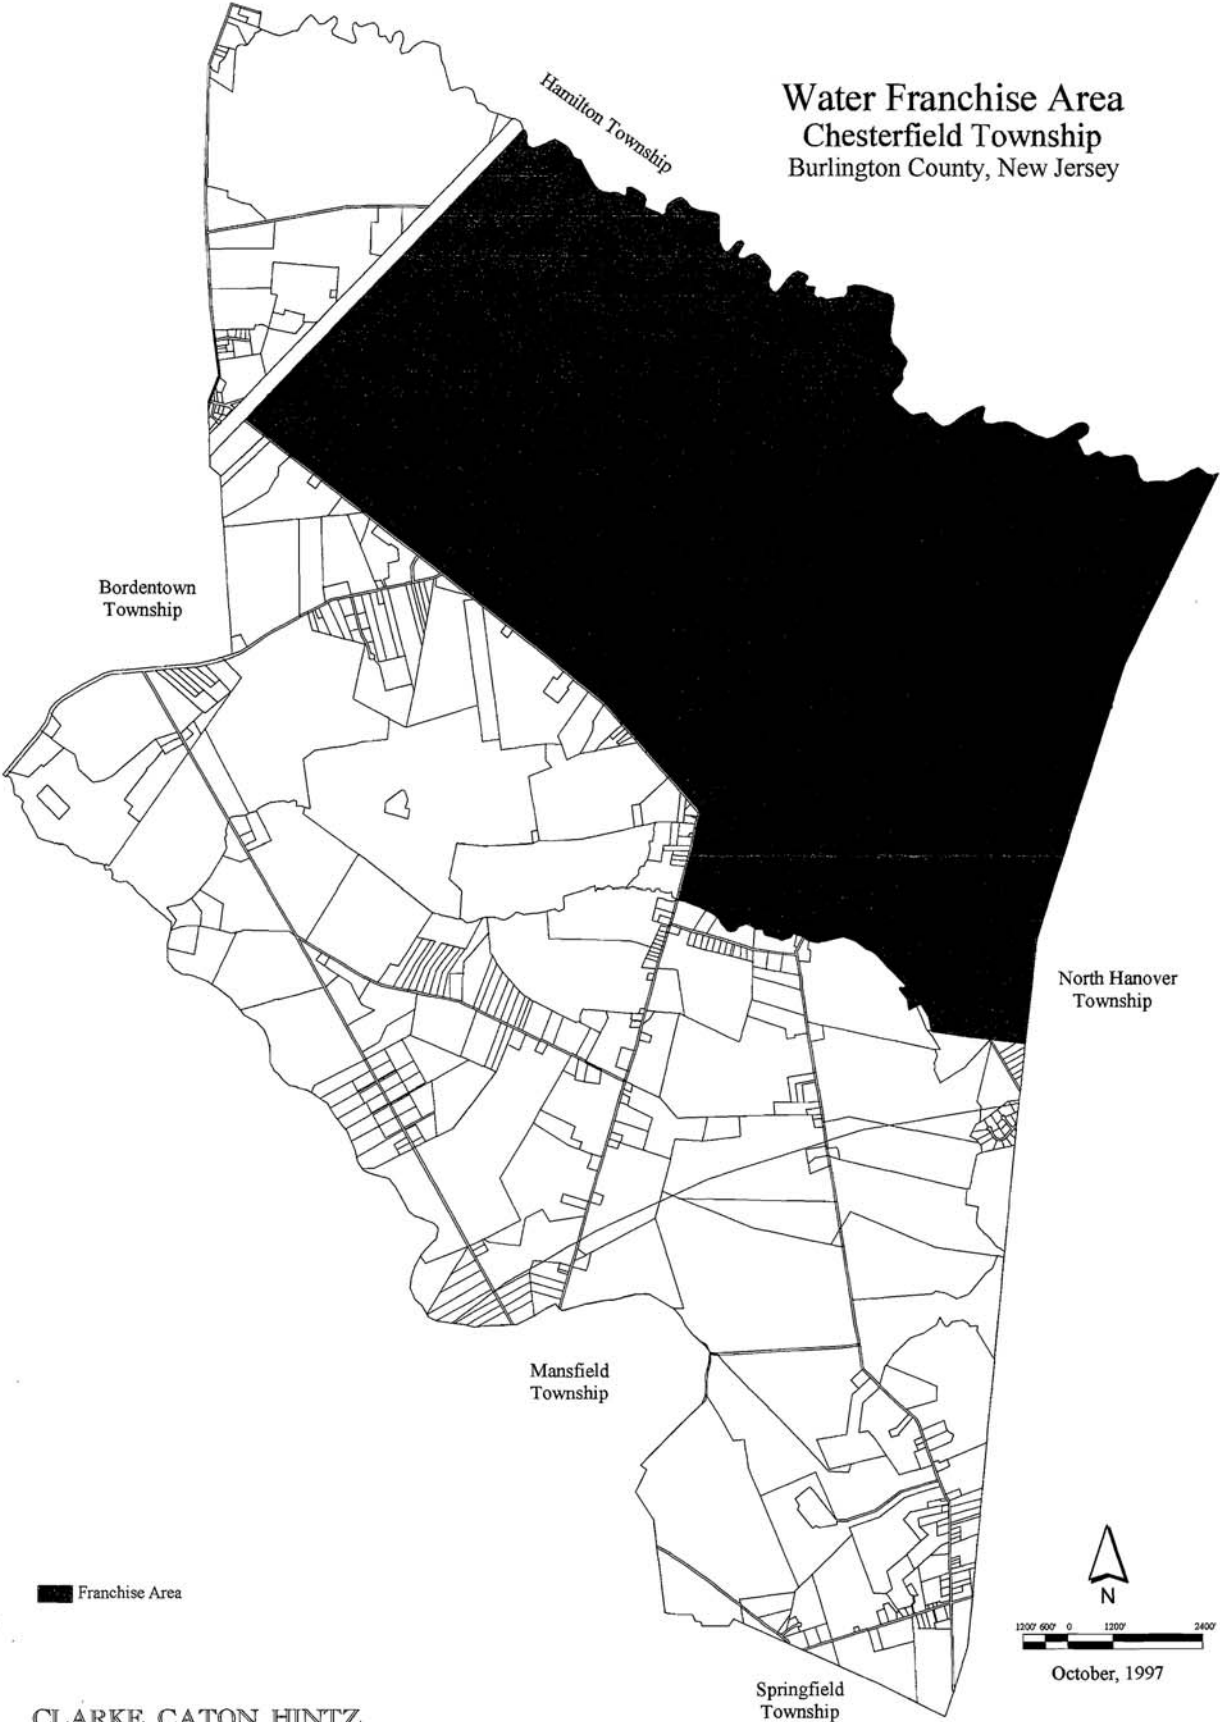 Water Franchise Area
Chesterfield Township
Burlington County, New Jersey
Hamilton Township
Bordentown
Township
North Hanover
Township
Mansfield
Township
Franchise Area
N
1200' 600' 0 1200' 2400'
October, 1997
Springfield
Township
CLARKE CATON HINTZ